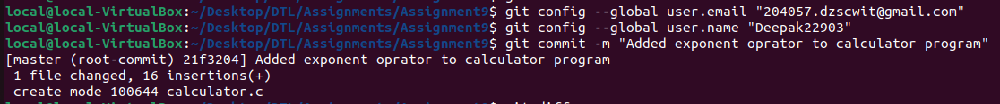 local@local-VirtualBox:~/Desktop/DTL/Assignments/Assignment9$ git config --global user.email "204057.dzscwit@gmail.com"
local@local-VirtualBox:~/Desktop/DTL/Assignments/Assignment9$ git config --global user.name "Deepak22903"
local@local-VirtualBox:~/Desktop/DTL/Assignments/Assignment9$ git commit -m "Added exponent oprator to calculator program"
[master (root-commit) 21f3204] Added exponent oprator to calculator program
 1 file changed, 16 insertions(+)
 create mode 100644 calculator.c